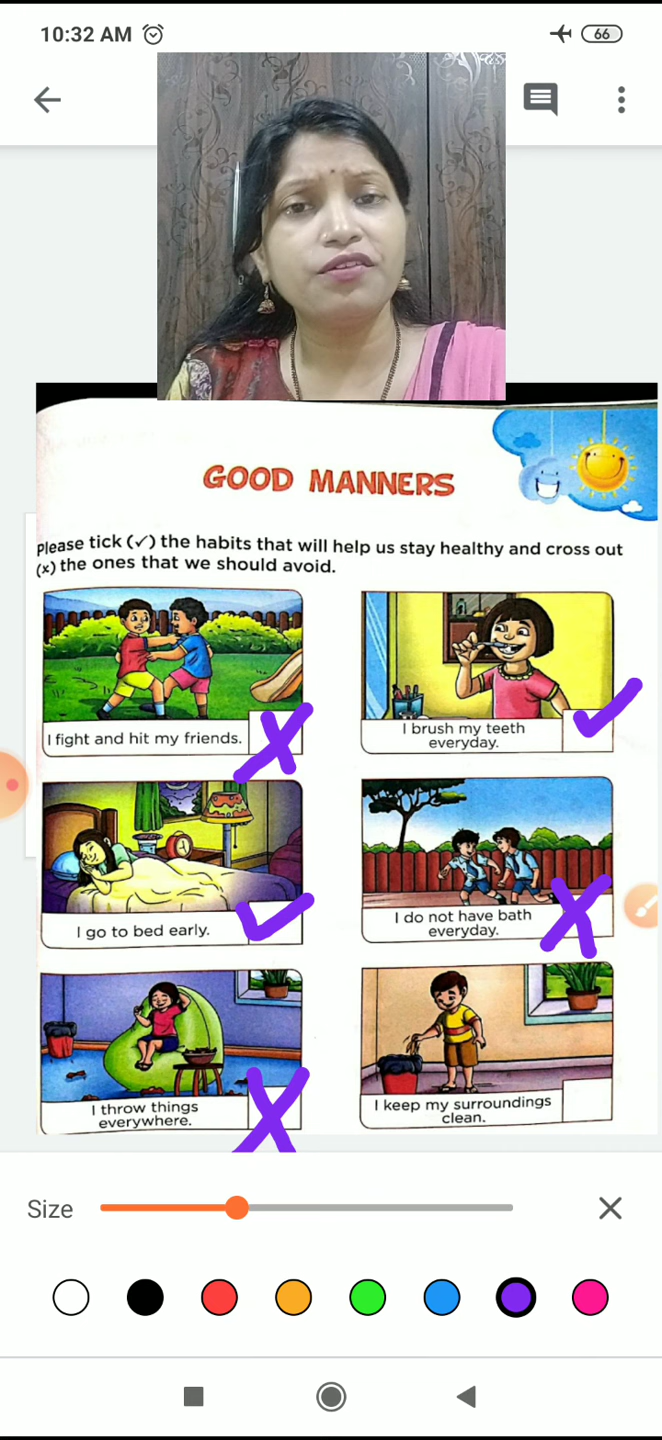 10:32 AM
66
GOOD MANNERS
Please tick (✓) the habits that will help us stay healthy and cross out
(×) the ones that we should avoid.
I fight and hit my friends.
I brush my teeth
everyday.
I go to bed early.
I do not have bath
everyday.
I throw things
everywhere.
I keep my surroundings
clean.
Size